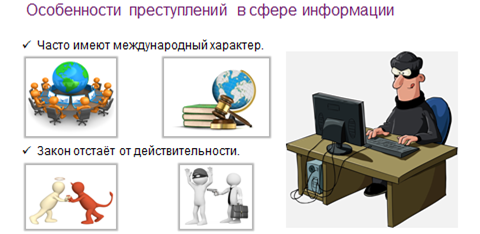 Особенности преступлений в сфере информации
✓ Часто имеют международный характер.
✓ Закон отстаёт от действительности.